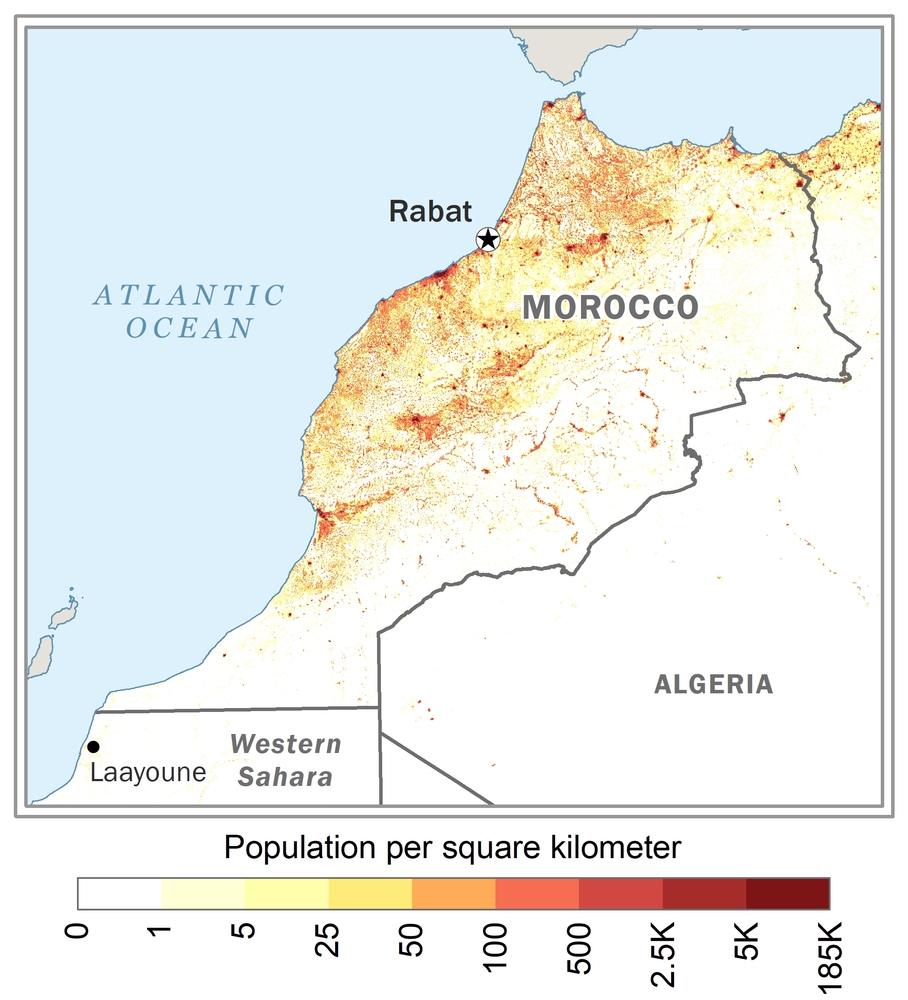 Rabat
ATLANTIC
OCEAN
MOROCCO
ALGERIA
Western
Sahara
Laayoune
Population per square kilometer
0 1 5 25 50 100 500 2.5K 5K 185K